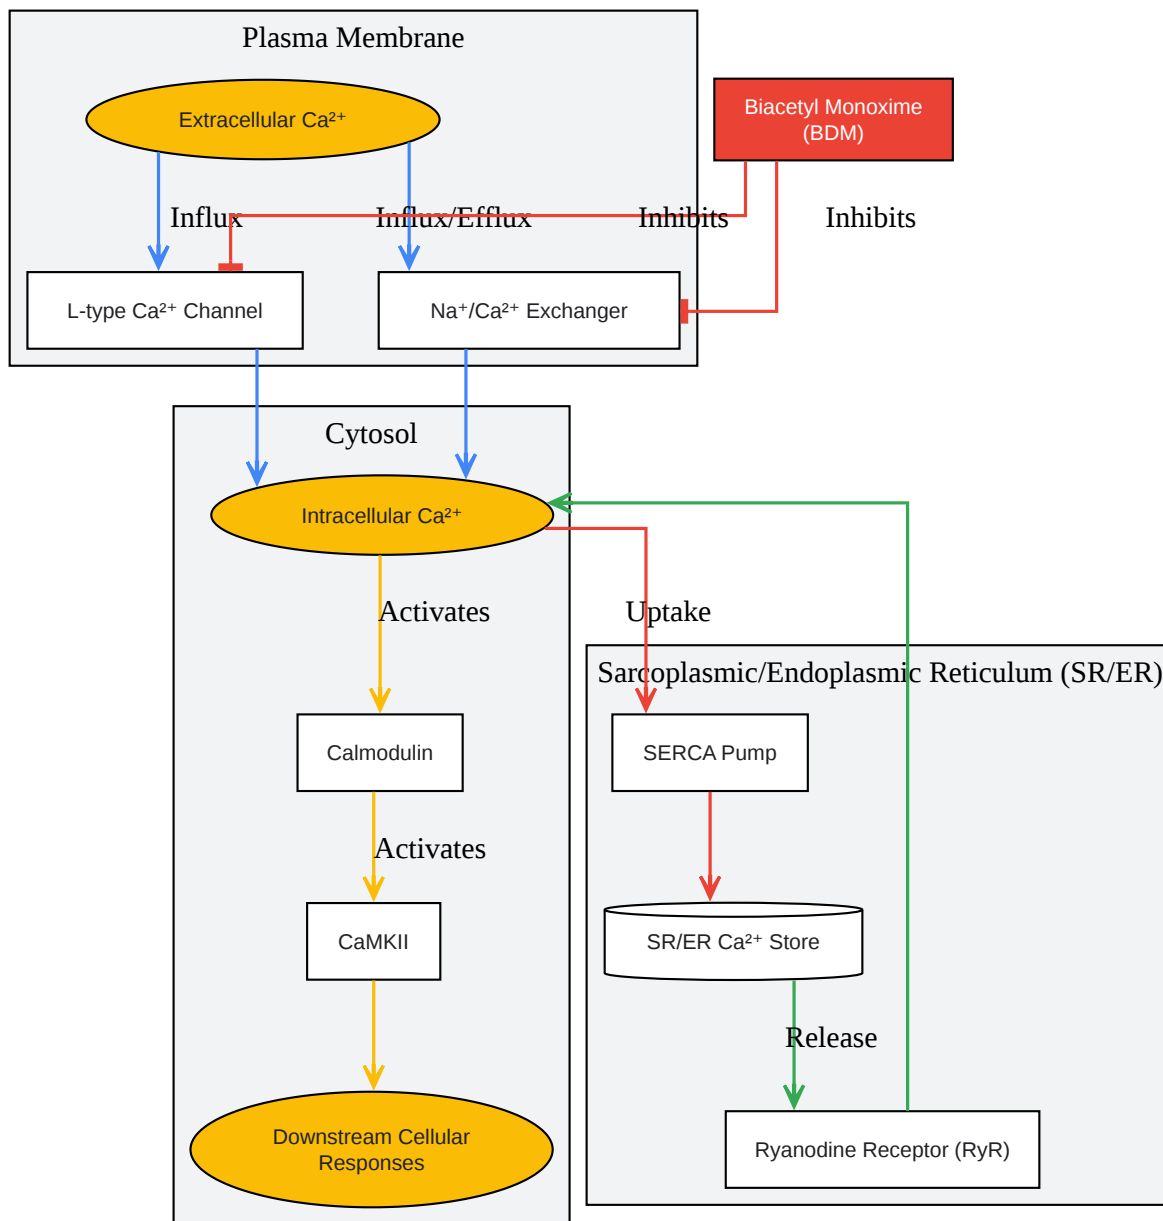 Plasma Membrane
Extracellular Ca²⁺
Biacetyl Monoxime
(BDM)
Influx
Influx/Efflux
Inhibits
Inhibits
L-type Ca²⁺ Channel
Na⁺/Ca²⁺ Exchanger
Cytosol
Intracellular Ca²⁺
Activates
Uptake
Sarcoplasmic/Endoplasmic Reticulum (SR/ER)
Calmodulin
SERCA Pump
Activates
CaMKII
SR/ER Ca²⁺ Store
Release
Downstream Cellular
Responses
Ryanodine Receptor (RyR)